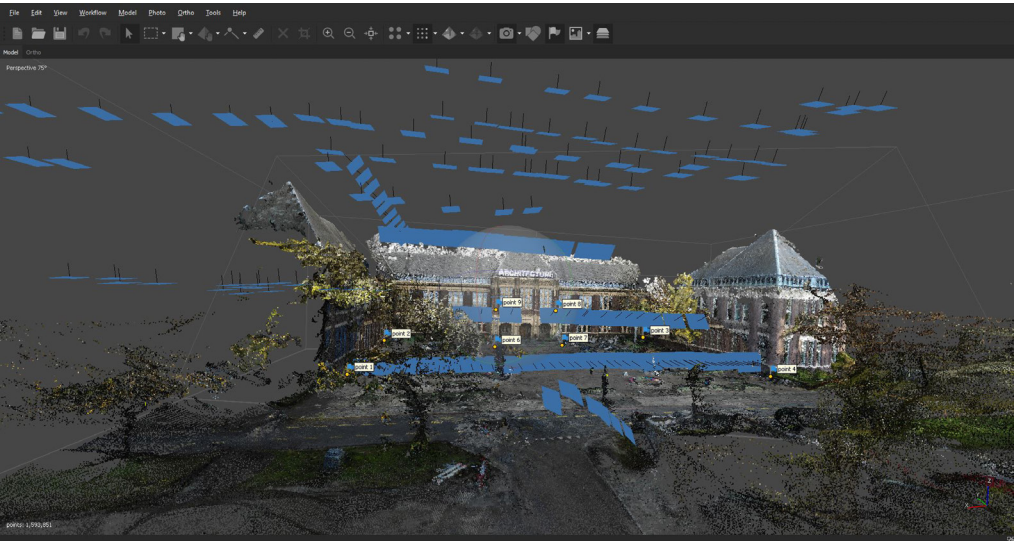 File Edit View Workflow Model Photo Ortho Tools Help
Model Ortho
Perspective 75°
ARCHITECTURE
point 9
point 8
point 2
point 3
point 6
point 7
point 1
point 4
points: 1,593,851